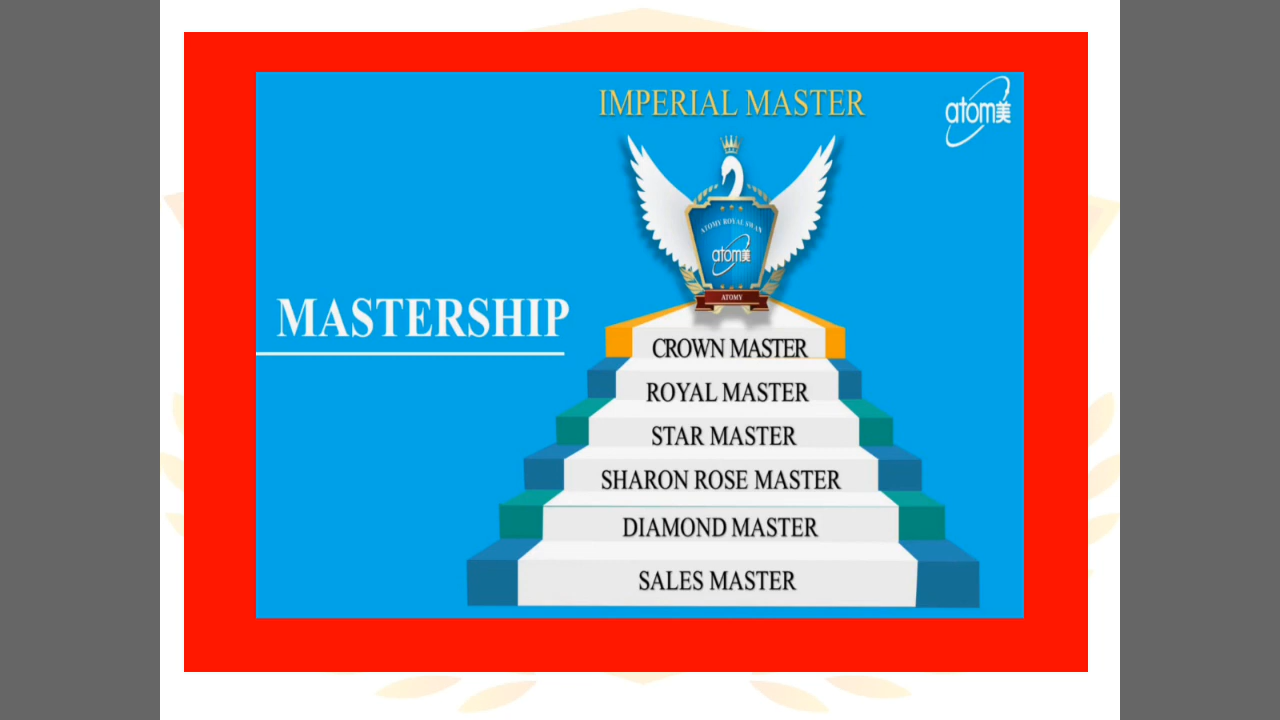 IMPERIAL MASTER
atom美
ATOMY ROYAL SWAN
atom美
ATOMY
MASTERSHIP
CROWN MASTER
ROYAL MASTER
STAR MASTER
SHARON ROSE MASTER
DIAMOND MASTER
SALES MASTER